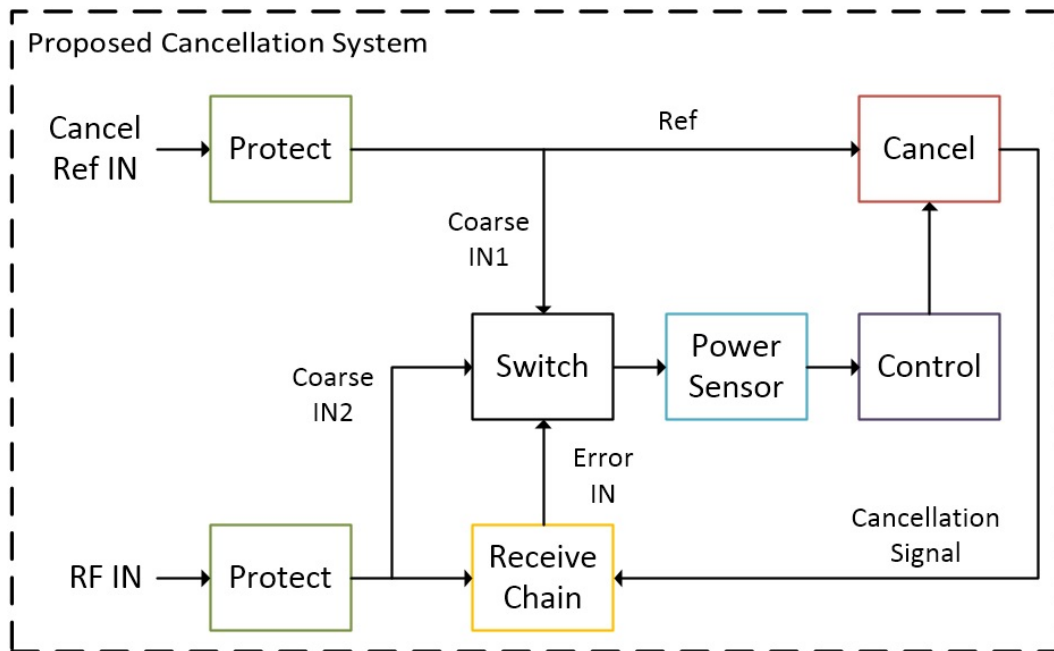 Proposed Cancellation System
Cancel
Ref IN
Protect
Ref
Cancel
Coarse
IN1
Coarse
IN2
Switch
Power
Sensor
Control
Error
IN
Cancellation
Signal
RF IN
Protect
Receive
Chain